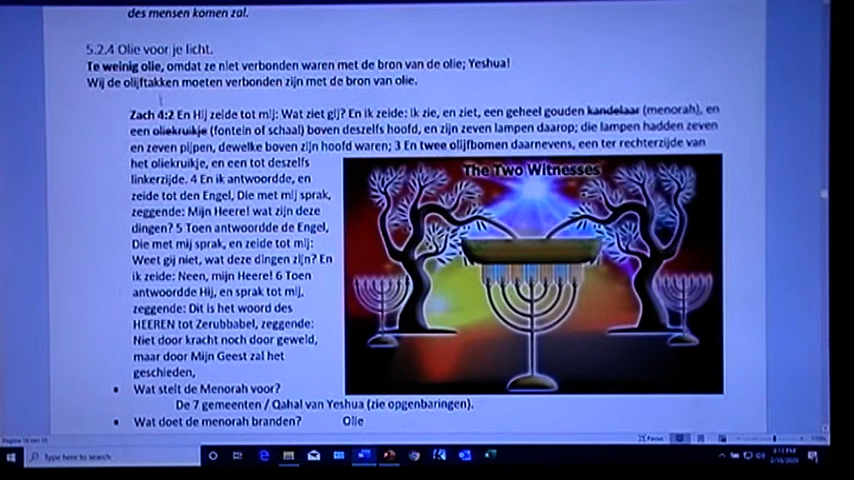 des mensen komen zal.
5.2.4 Olie voor je licht.
Te weinig olie, omdat ze niet verbonden waren met de bron van de olie; Yeshua!
Wij de olijftakken moeten verbonden zijn met de bron van olie.
Zach 4:2 En Hij zeide tot mij: Wat ziet gij? En ik zeide: Ik zie, en ziet, een geheel gouden kandelaar (menorah), en
een oliekruikje (fontein of schaal) boven deszelfs hoofd, en zijn zeven lampen daarop; die lampen hadden zeven
en zeven pijpen, dewelke boven zijn hoofd waren; 3 En twee olijfbomen daarnevens, een ter rechterzijde van
het oliekruikje, en een tot deszelfs
linkerzijde. 4 En ik antwoordde, en
zeide tot den Engel, Die met mij sprak,
zeggende: Mijn Heere! wat zijn deze
dingen? 5 Toen antwoordde de Engel,
Die met mij sprak, en zeide tot mij:
Weet gij niet, wat deze dingen zijn? En
ik zeide: Neen, mijn Heere! 6 Toen
antwoordde Hij, en sprak tot mij,
zeggende: Dit is het woord des
HEEREN tot Zerubbabel, zeggende:
Niet door kracht noch door geweld,
maar door Mijn Geest zal het
geschieden,
The Two Witnesses
• Wat stelt de Menorah voor?
De 7 gemeenten / Qahal van Yeshua (zie opgenbaringen).
• Wat doet de menorah branden? Olie
Focus
Type here to search